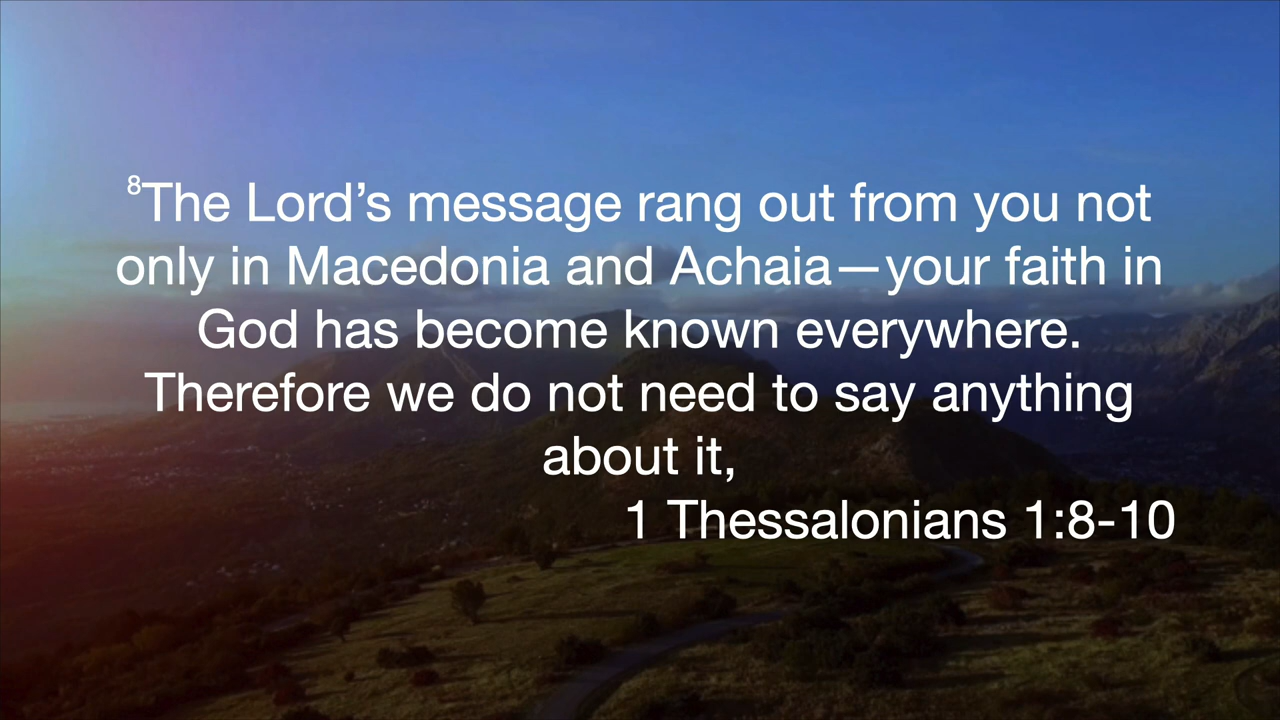 ⁸The Lord’s message rang out from you not
only in Macedonia and Achaia—your faith in
God has become known everywhere.
Therefore we do not need to say anything
about it,
1 Thessalonians 1:8-10